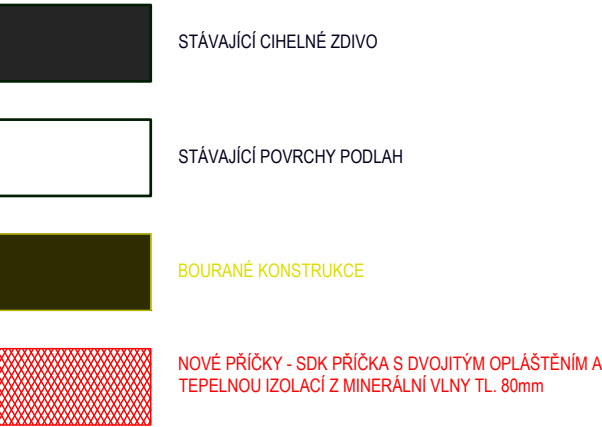 STÁVAJÍCÍ CIHELNÉ ZDIVO
STÁVAJÍCÍ POVRCHY PODLAH
BOURANÉ KONSTRUKCE
NOVÉ PŘÍČKY - SDK PŘÍČKA S DVOJITÝM OPLÁŠTĚNÍM A
TEPELNOU IZOLACÍ Z MINERÁLNÍ VLNY TL. 80mm